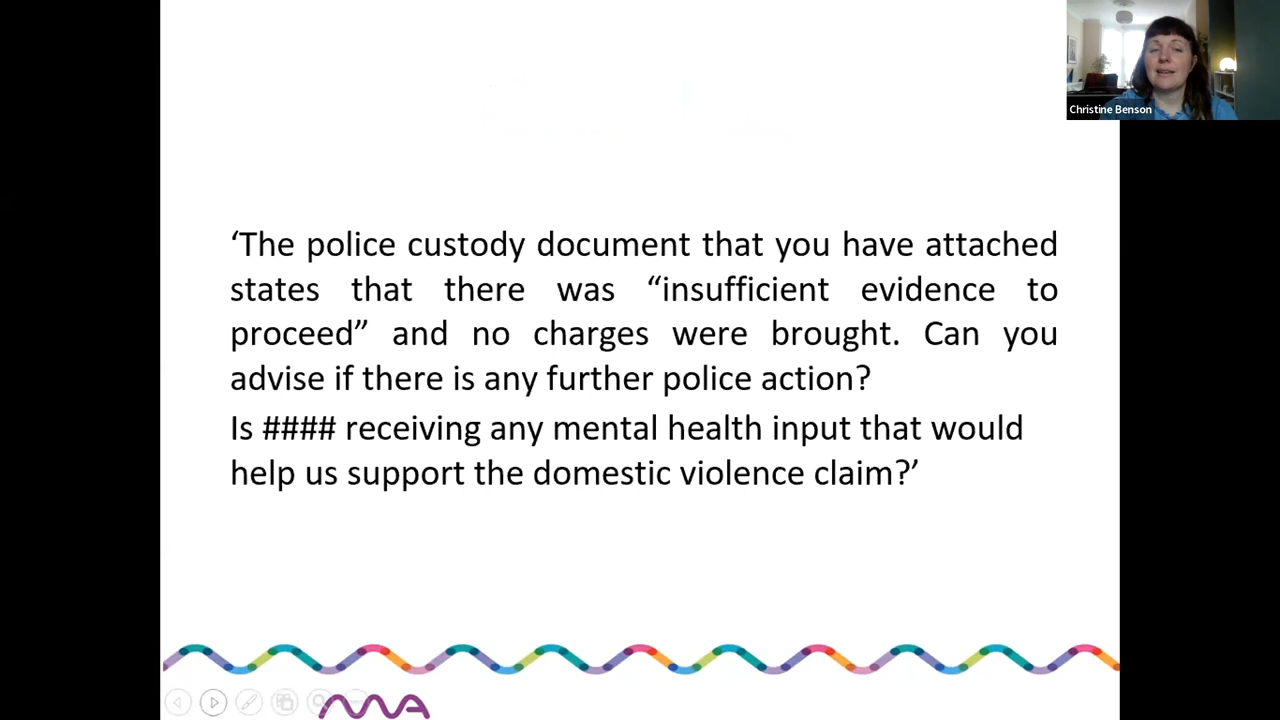 Christine Benson
‘The police custody document that you have attached
states that there was “insufficient evidence to
proceed” and no charges were brought. Can you
advise if there is any further police action?
Is #### receiving any mental health input that would
help us support the domestic violence claim?’